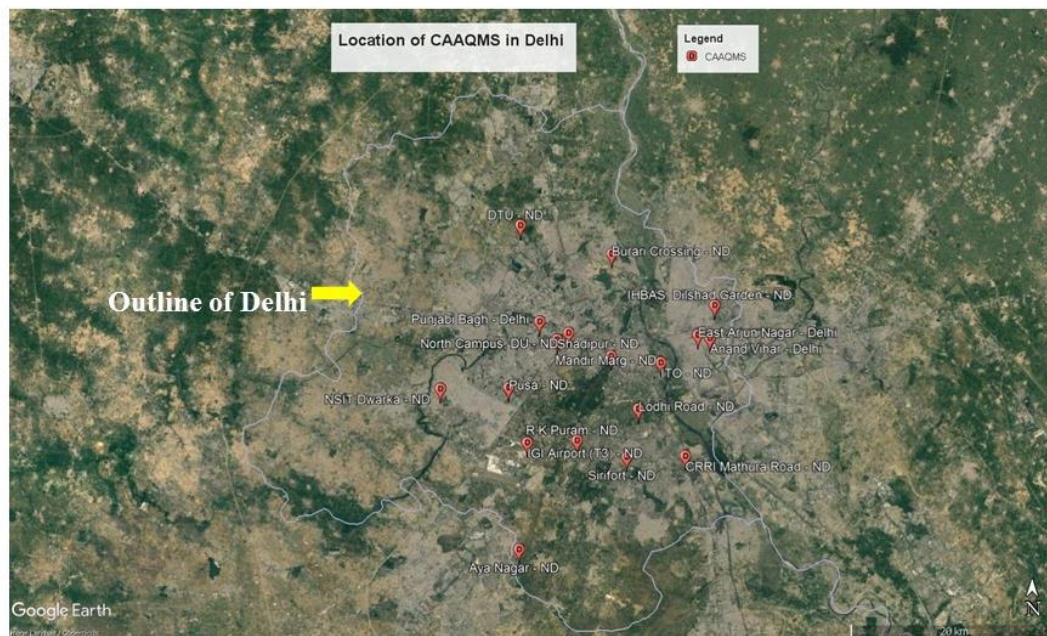 Location of CAAQMS in Delhi
Legend
CAAQMS
DTU - ND
Burari Crossing - ND
IHBAS, Dilshad Garden - ND
Outline of Delhi
Punjabi Bagh - Delhi
East Arjun Nagar - Delhi
North Campus, DU - ND
Shadipur - ND
Anand Vihar - Delhi
Mandir Marg - ND
ITO - ND
Pusa - ND
NSIT Dwarka - ND
Lodhi Road - ND
R K Puram - ND
IGI Airport (T3) - ND
CRRI Mathura Road - ND
Sirifort - ND
Aya Nagar - ND
Google Earth
N
20 km